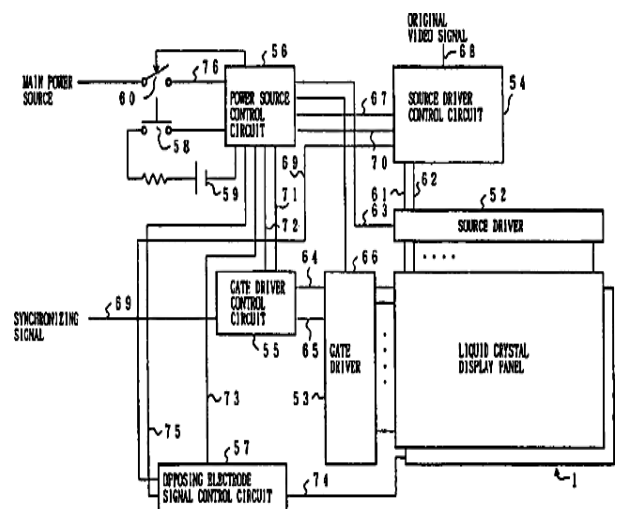 ORIGINAL
VIDEO SIGNAL
68
56
76
MAIN POWER
SOURCE
60
POWER SOURCE
CONTROL
CIRCUIT
67
SOURCE DRIVER
CONTROL CIRCUIT
54
58
70
69
61
62
59
71
72
63
52
SOURCE DRIVER
64
66
69
SYNCHRONIZING
SIGNAL
GATE DRIVER
CONTROL
CIRCUIT
55
65
GATE
DRIVER
53
LIQUID CRYSTAL
DISPLAY PANEL
73
75
57
OPPOSING ELECTRODE
SIGNAL CONTROL CIRCUIT
74
1